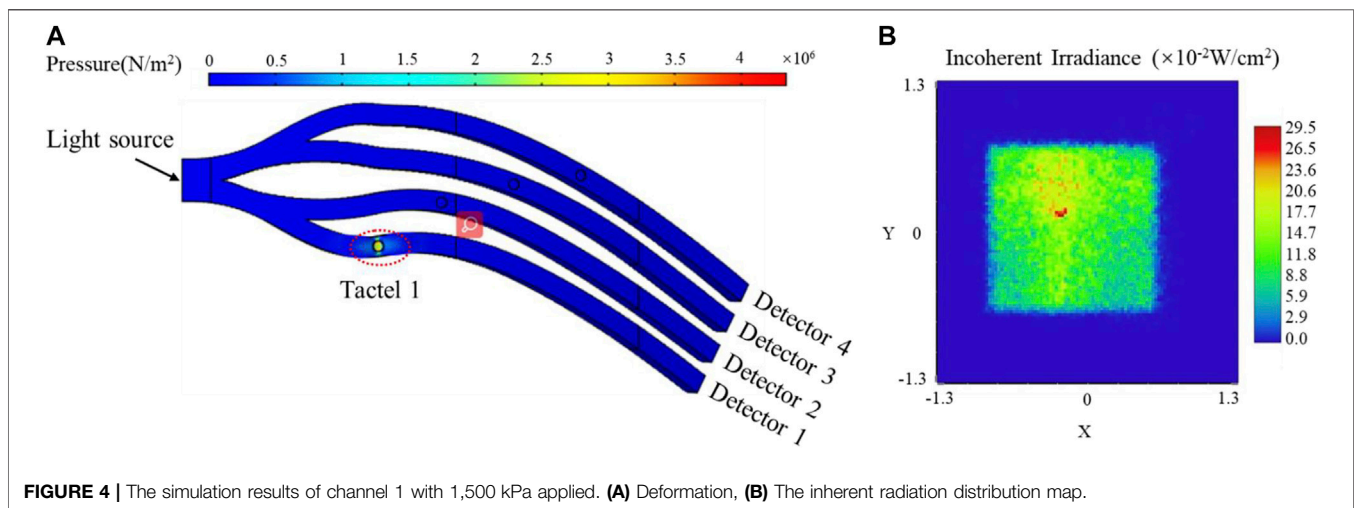 A
Pressure(N/m²) 0 0.5 1 1.5 2 2.5 3 3.5 4 ×10⁶
Light source
Tactel 1
Detector 4
Detector 3
Detector 2
Detector 1
B
Incoherent Irradiance (×10⁻²W/cm²)
1.3
Y 0
-1.3
-1.3 0 1.3
X
29.5
26.5
23.6
20.6
17.7
14.7
11.8
8.8
5.9
2.9
0.0
FIGURE 4 | The simulation results of channel 1 with 1,500 kPa applied. (A) Deformation, (B) The inherent radiation distribution map.